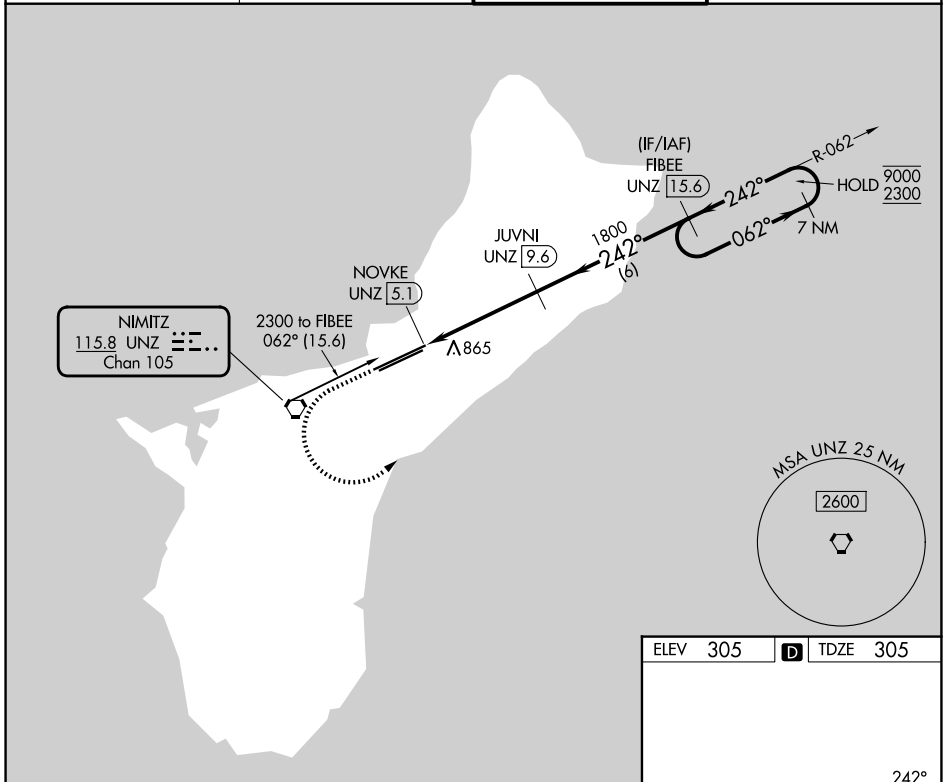 R-062
(IF/IAF)
FIBEE
UNZ 15.6
HOLD 9000
2300
242°
062°
7 NM
1800
242°
(6)
JUVNI
UNZ 9.6
NOVKE
UNZ 5.1
NIMITZ
115.8 UNZ
Chan 105
2300 to FIBEE
062° (15.6)
865
MSA UNZ 25 NM
2600
ELEV 305 D TDZE 305
242°